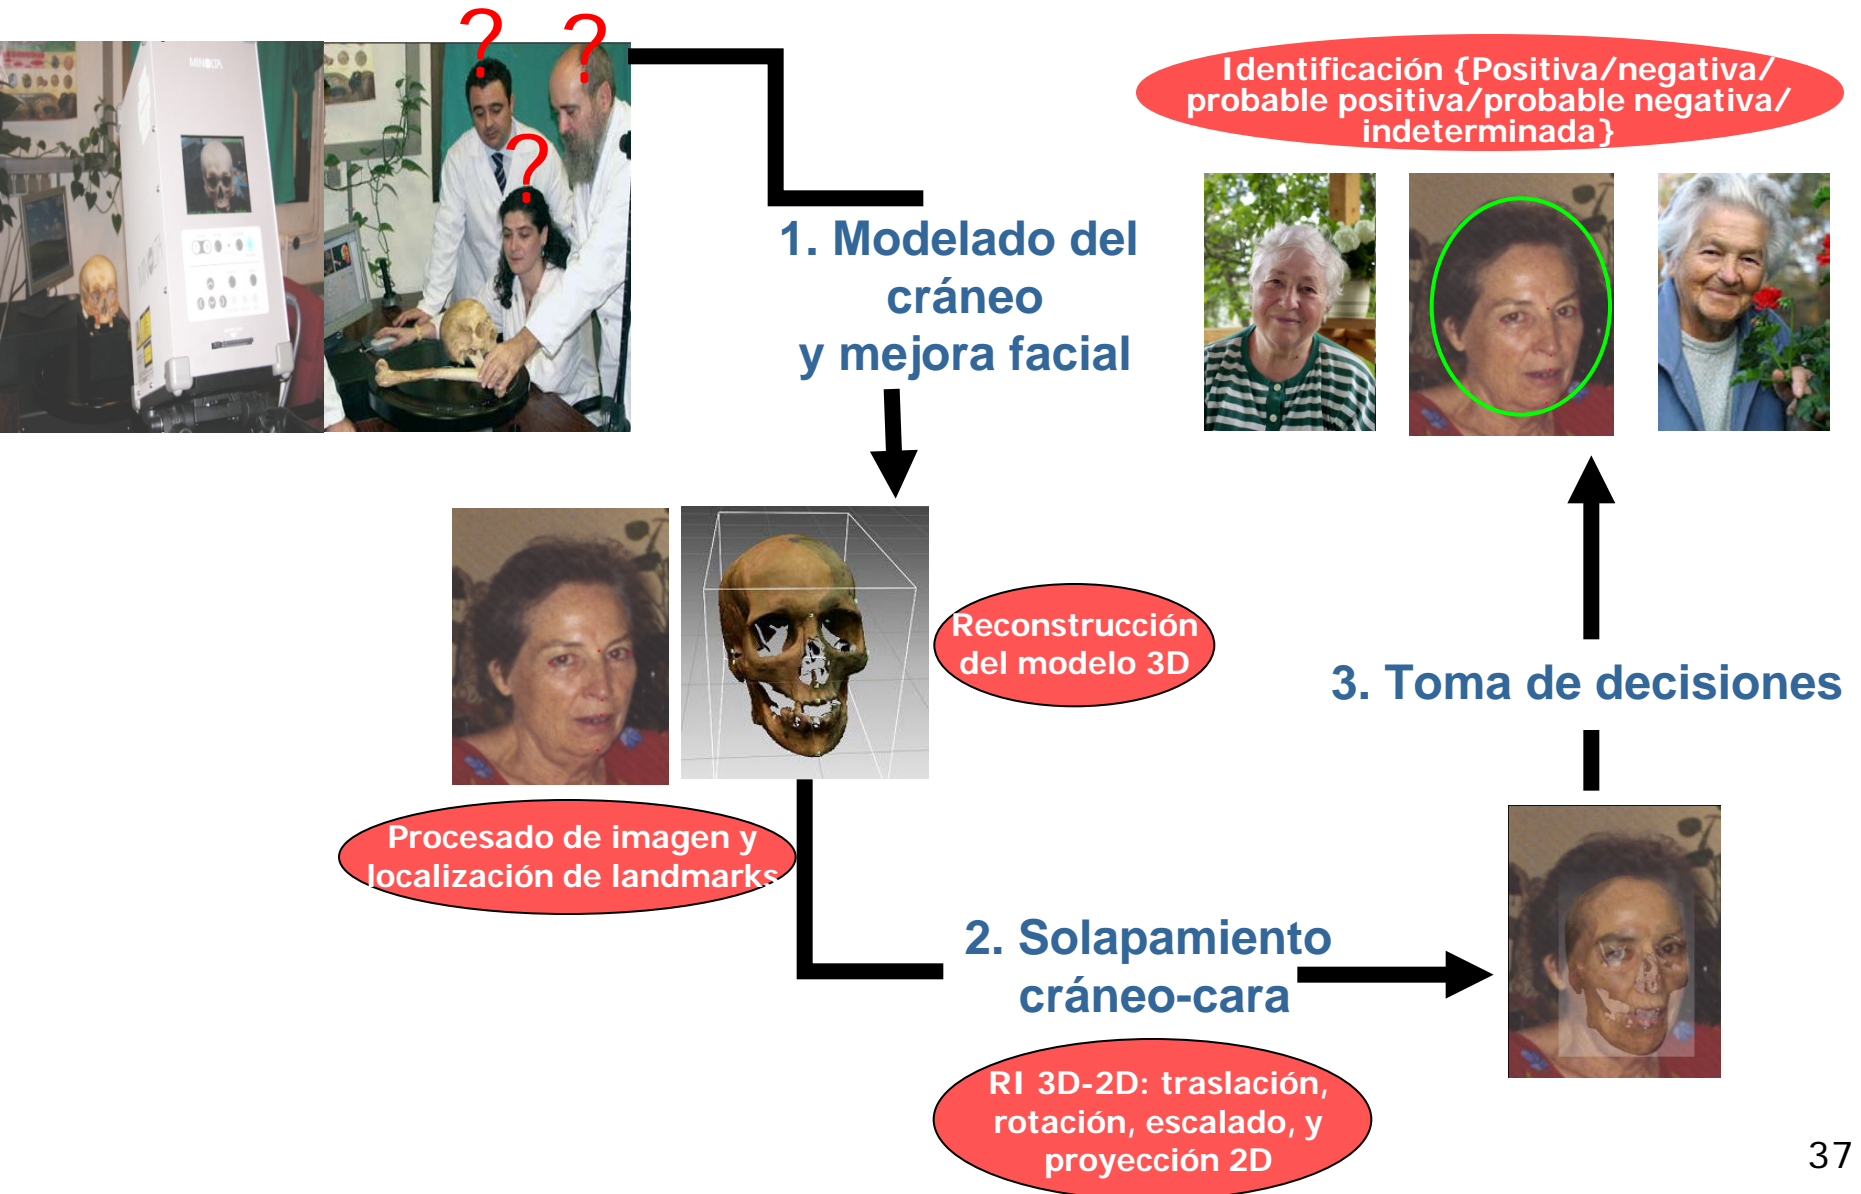 ?
?
?
MINOLTA
1. Modelado del
cráneo
y mejora facial
Identificación {Positiva/negativa/
probable positiva/probable negativa/
indeterminada}
Reconstrucción
del modelo 3D
Procesado de imagen y
localización de landmarks
2. Solapamiento
cráneo-cara
RI 3D-2D: traslación,
rotación, escalado, y
proyección 2D
3. Toma de decisiones
37